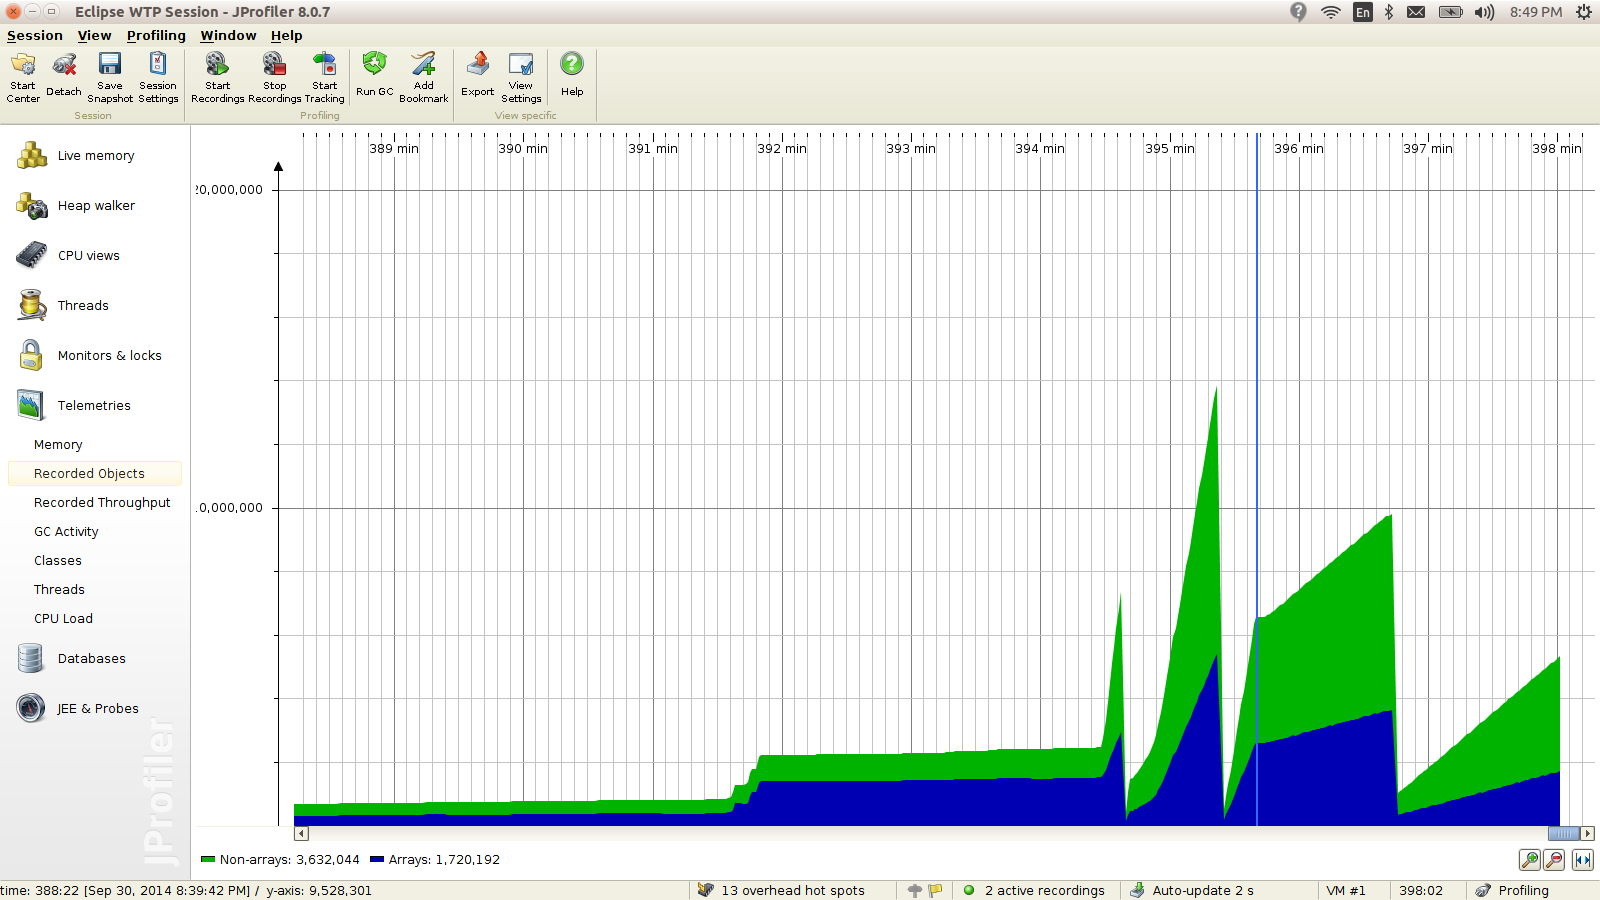 Eclipse WTP Session - JProfiler 8.0.7
En
8:49 PM
Session View Profiling Window Help
Start Center
Detach
Save Snapshot
Session Settings
Start Recordings
Stop Recordings
Start Tracking
Run GC
Add Bookmark
Export
View Settings
Help
Session
Profiling
View specific
Live memory
Heap walker
CPU views
Threads
Monitors & locks
Telemetries
Memory
Recorded Objects
Recorded Throughput
GC Activity
Classes
Threads
CPU Load
Databases
JEE & Probes
JProfiler
389 min 390 min 391 min 392 min 393 min 394 min 395 min 396 min 397 min 398 min
20,000,000
.0,000,000
Non-arrays: 3,632,044 Arrays: 1,720,192
time: 388:22 [Sep 30, 2014 8:39:42 PM] / y-axis: 9,528,301
13 overhead hot spots
2 active recordings
Auto-update 2 s
VM #1
398:02
Profiling